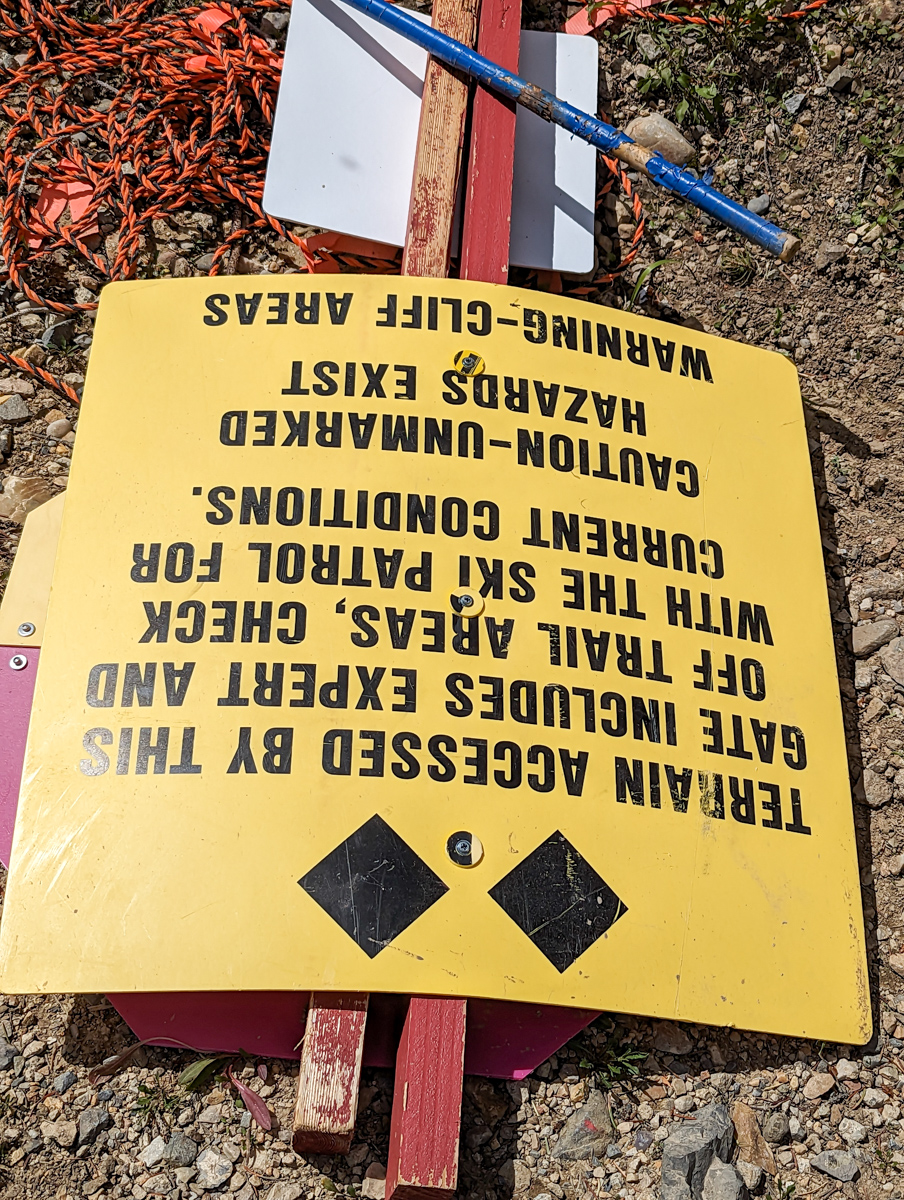 TERRAIN ACCESSED BY THIS
GATE INCLUDES EXPERT AND
OFF TRAIL AREAS, CHECK
WITH THE SKI PATROL FOR
CURRENT CONDITIONS.
CAUTION-UNMARKED
HAZARDS EXIST
WARNING-CLIFF AREAS